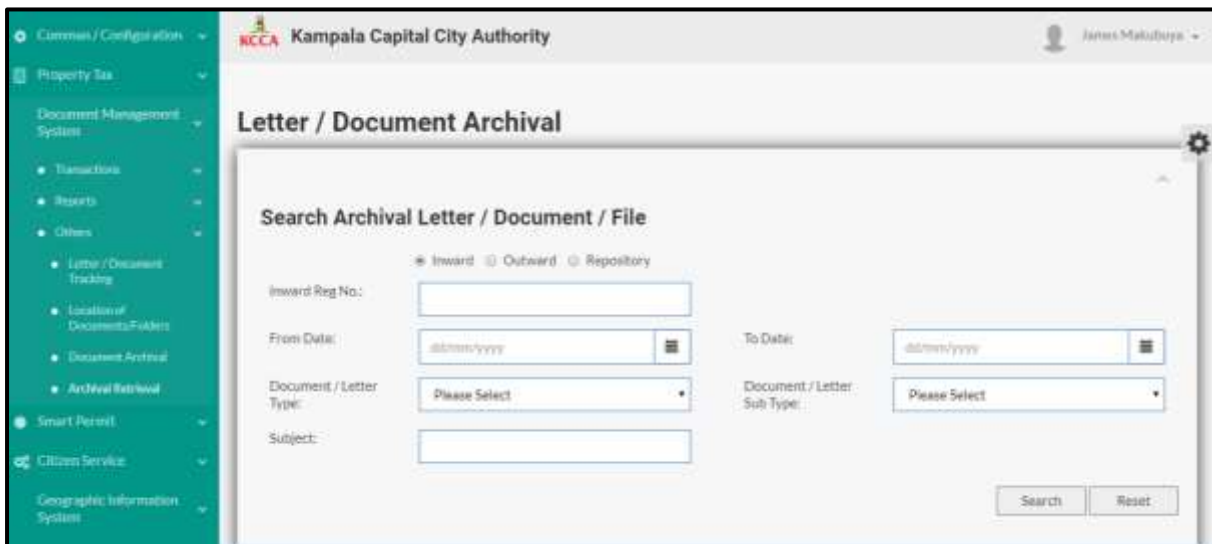 Common / Configuration
Property Tax
Document Management
System
Transactions
Reports
Others
Letter / Document
Tracking
Location of
Documents/Folders
Document Archival
Archival Retrieval
Smart Permit
Citizen Service
Geographic Information
System
KCCA Kampala Capital City Authority
James Makubuya
Letter / Document Archival
Search Archival Letter / Document / File
Inward Outward Repository
Inward Reg No.:
From Date: dd/mm/yyyy To Date: dd/mm/yyyy
Document / Letter
Type: Please Select
Document / Letter
Sub Type: Please Select
Subject:
Search Reset